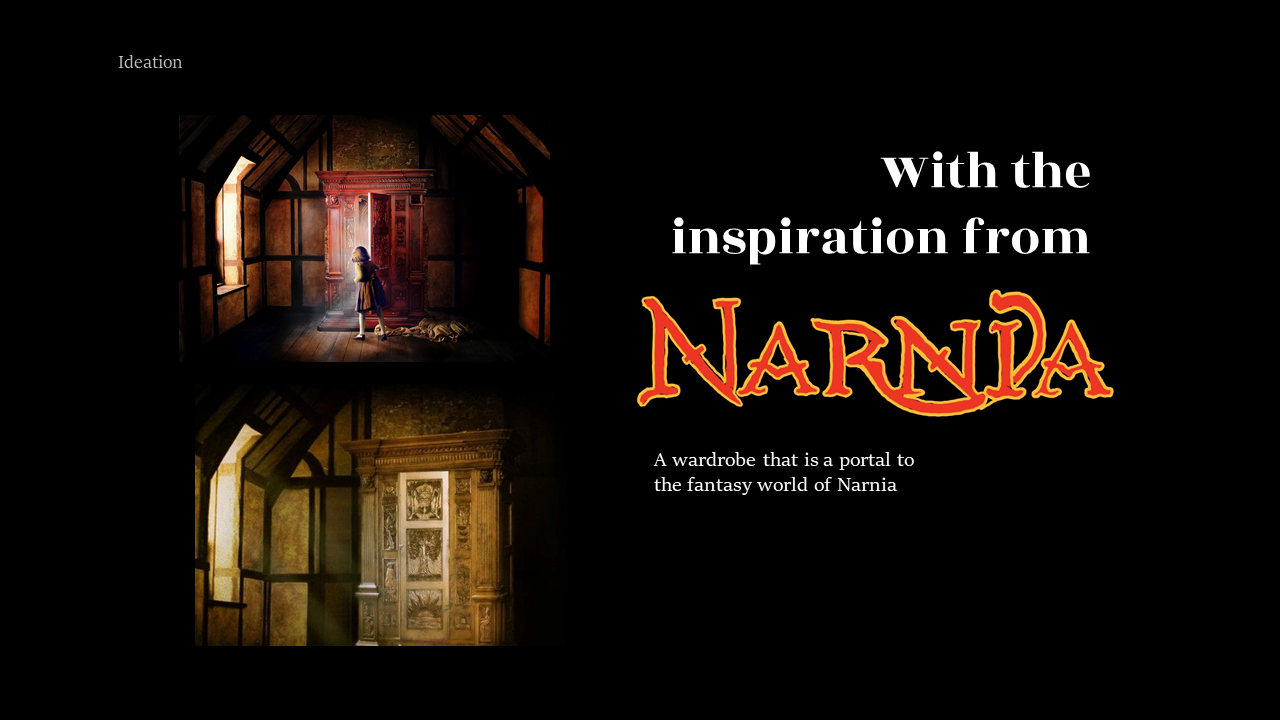 Ideation
With the
inspiration from
NARNIA
A wardrobe that is a portal to
the fantasy world of Narnia